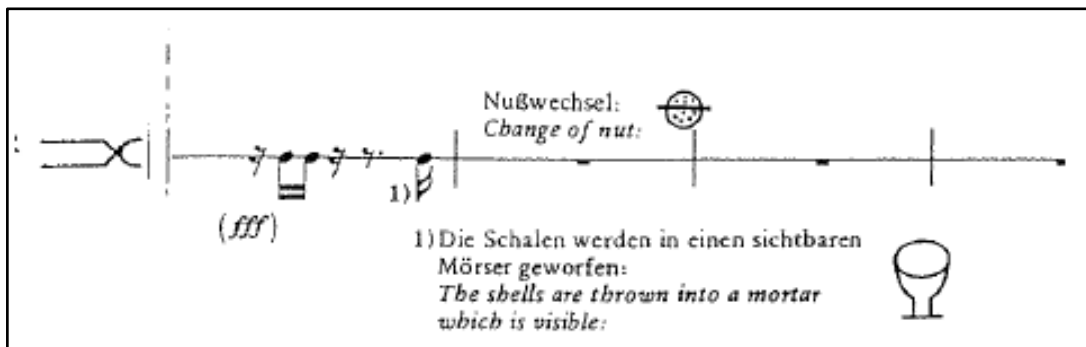 Nußwechsel:
Change of nut:
1)
(fff)
1) Die Schalen werden in einen sichtbaren
Mörser geworfen:
The shells are thrown into a mortar
which is visible: